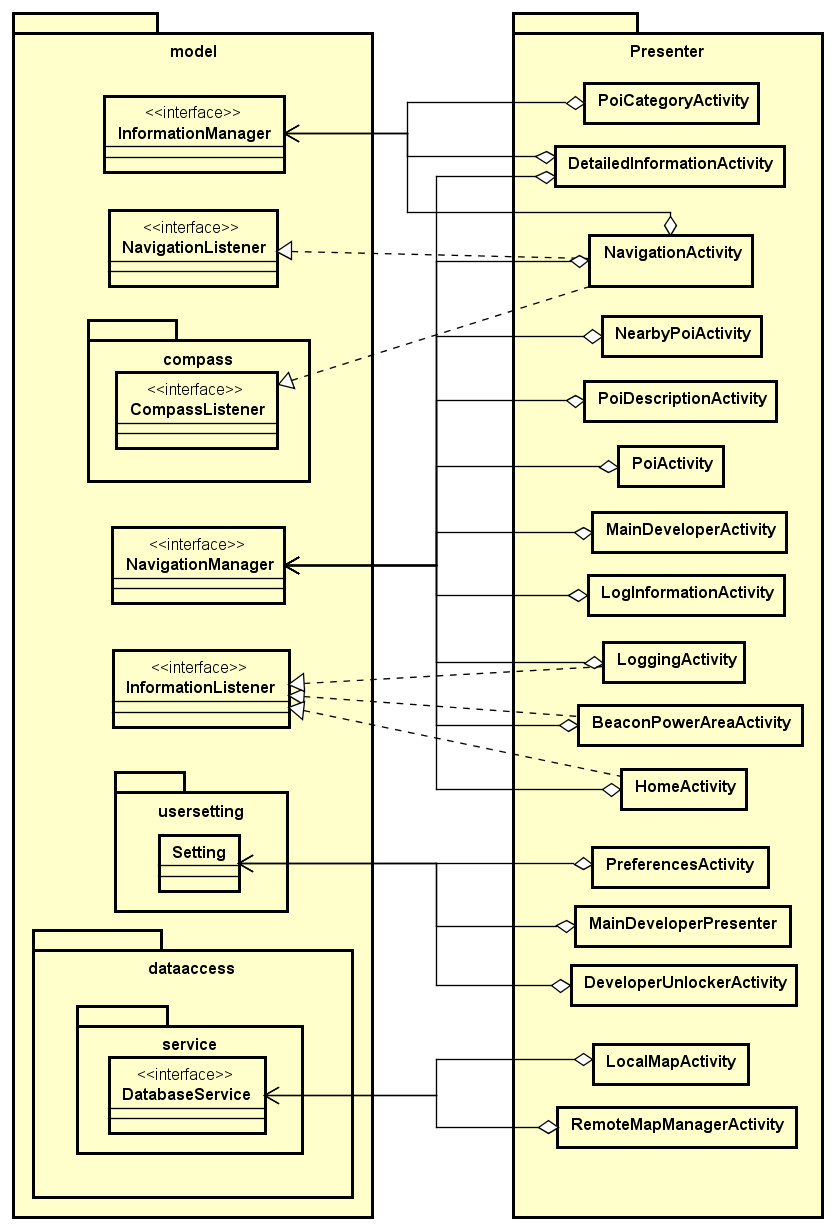 model
<<interface>>
InformationManager
<<interface>>
NavigationListener
compass
<<interface>>
CompassListener
<<interface>>
NavigationManager
<<interface>>
InformationListener
usersetting
Setting
dataaccess
service
<<interface>>
DatabaseService
Presenter
PoiCategoryActivity
DetailedInformationActivity
NavigationActivity
NearbyPoiActivity
PoiDescriptionActivity
PoiActivity
MainDeveloperActivity
LogInformationActivity
LoggingActivity
BeaconPowerAreaActivity
HomeActivity
PreferencesActivity
MainDeveloperPresenter
DeveloperUnlockerActivity
LocalMapActivity
RemoteMapManagerActivity